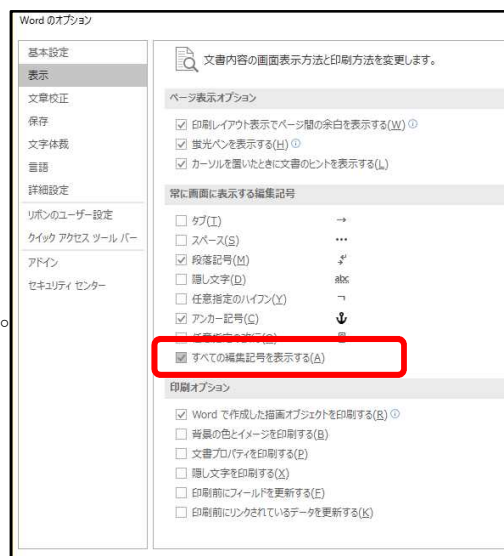 Word のオプション
基本設定
表示
文章校正
保存
文字体裁
言語
詳細設定
リボンのユーザー設定
クイック アクセス ツール バー
アドイン
セキュリティ センター
文書内容の画面表示方法と印刷方法を変更します。
ページ表示オプション
印刷レイアウト表示でページ間の余白を表示する(W)
蛍光ペンを表示する(H)
カーソルを置いたときに文書のヒントを表示する(L)
常に画面に表示する編集記号
タブ(T) →
スペース(S) ···
段落記号(M)
隠し文字(D) abc
任意指定のハイフン(Y) ¬
アンカー記号(C)
任意指定の改行(O)
すべての編集記号を表示する(A)
印刷オプション
Word で作成した描画オブジェクトを印刷する(R)
背景の色とイメージを印刷する(B)
文書プロパティを印刷する(P)
隠し文字を印刷する(X)
印刷前にフィールドを更新する(F)
印刷前にリンクされているデータを更新する(K)